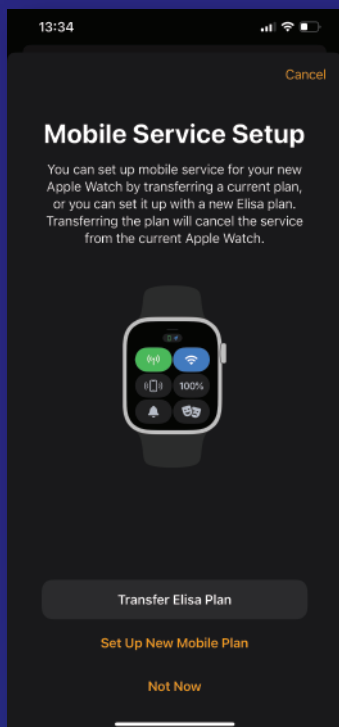 13:34
Cancel
Mobile Service Setup
You can set up mobile service for your new
Apple Watch by transferring a current plan,
or you can set it up with a new Elisa plan.
Transferring the plan will cancel the service
from the current Apple Watch.
100%
Transfer Elisa Plan
Set Up New Mobile Plan
Not Now